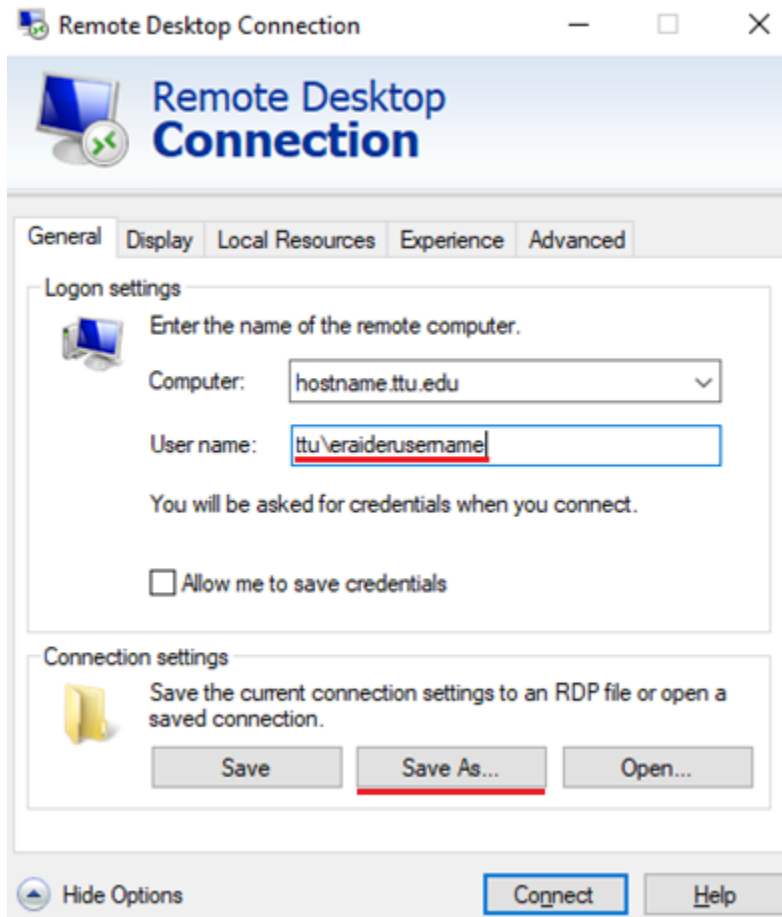 Remote Desktop Connection
Remote Desktop
Connection
General Display Local Resources Experience Advanced
Logon settings
Enter the name of the remote computer.
Computer: hostname.ttu.edu
User name: ttu\eraiderusername
You will be asked for credentials when you connect.
Allow me to save credentials
Connection settings
Save the current connection settings to an RDP file or open a
saved connection.
Save Save As... Open...
Hide Options Connect Help